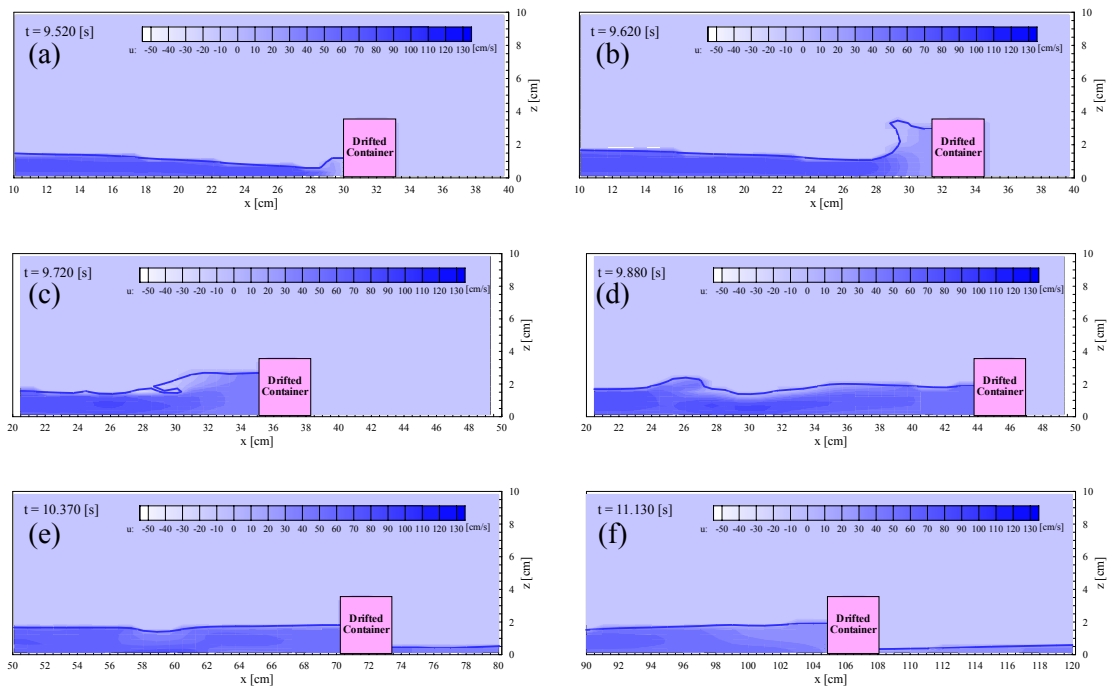 t = 9.520 [s]
u: -50 -40 -30 -20 -10 0 10 20 30 40 50 60 70 80 90 100 110 120 130 [cm/s]
(a)
Drifted
Container
10 12 14 16 18 20 22 24 26 28 30 32 34 36 38 40
x [cm]
0 2 4 6 8 10
z [cm]
t = 9.620 [s]
u: -50 -40 -30 -20 -10 0 10 20 30 40 50 60 70 80 90 100 110 120 130 [cm/s]
(b)
Drifted
Container
10 12 14 16 18 20 22 24 26 28 30 32 34 36 38 40
x [cm]
0 2 4 6 8 10
z [cm]
t = 9.720 [s]
u: -50 -40 -30 -20 -10 0 10 20 30 40 50 60 70 80 90 100 110 120 130 [cm/s]
(c)
Drifted
Container
20 22 24 26 28 30 32 34 36 38 40 42 44 46 48 50
x [cm]
0 2 4 6 8 10
z [cm]
t = 9.880 [s]
u: -50 -40 -30 -20 -10 0 10 20 30 40 50 60 70 80 90 100 110 120 130 [cm/s]
(d)
Drifted
Container
20 22 24 26 28 30 32 34 36 38 40 42 44 46 48 50
x [cm]
0 2 4 6 8 10
z [cm]
t = 10.370 [s]
u: -50 -40 -30 -20 -10 0 10 20 30 40 50 60 70 80 90 100 110 120 130 [cm/s]
(e)
Drifted
Container
50 52 54 56 58 60 62 64 66 68 70 72 74 76 78 80
x [cm]
0 2 4 6 8 10
z [cm]
t = 11.130 [s]
u: -50 -40 -30 -20 -10 0 10 20 30 40 50 60 70 80 90 100 110 120 130 [cm/s]
(f)
Drifted
Container
90 92 94 96 98 100 102 104 106 108 110 112 114 116 118 120
x [cm]
0 2 4 6 8 10
z [cm]